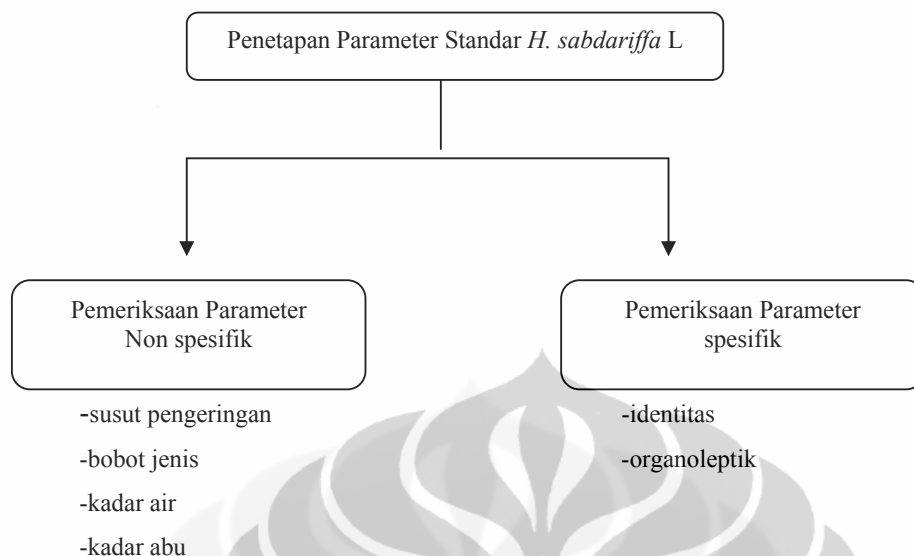 Penetapan Parameter Standar H. sabdariffa L
Pemeriksaan Parameter
Non spesifik
-susut pengeringan
-bobot jenis
-kadar air
-kadar abu
Pemeriksaan Parameter
spesifik
-identitas
-organoleptik